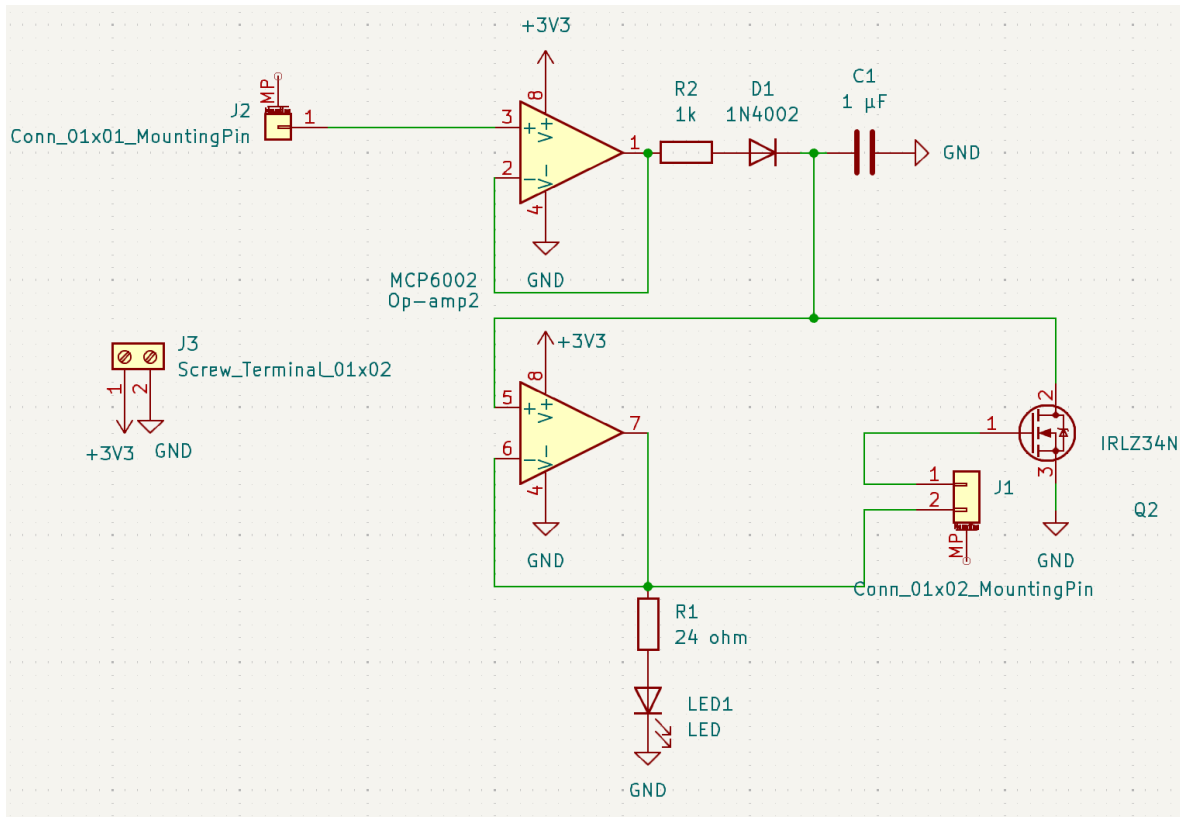 +3V3
MP
J2
1
Conn_01x01_MountingPin
3
+
V+
8
2
−
V−
4
1
GND
MCP6002
Op-amp2
R2
1k
D1
1N4002
C1
1 µF
GND
J3
Screw_Terminal_01x02
1
2
+3V3
GND
+3V3
8
5
+
V+
7
6
−
V−
4
GND
2
1
3
IRLZ34N
Q2
GND
1
2
J1
MP
Conn_01x02_MountingPin
R1
24 ohm
LED1
LED
GND